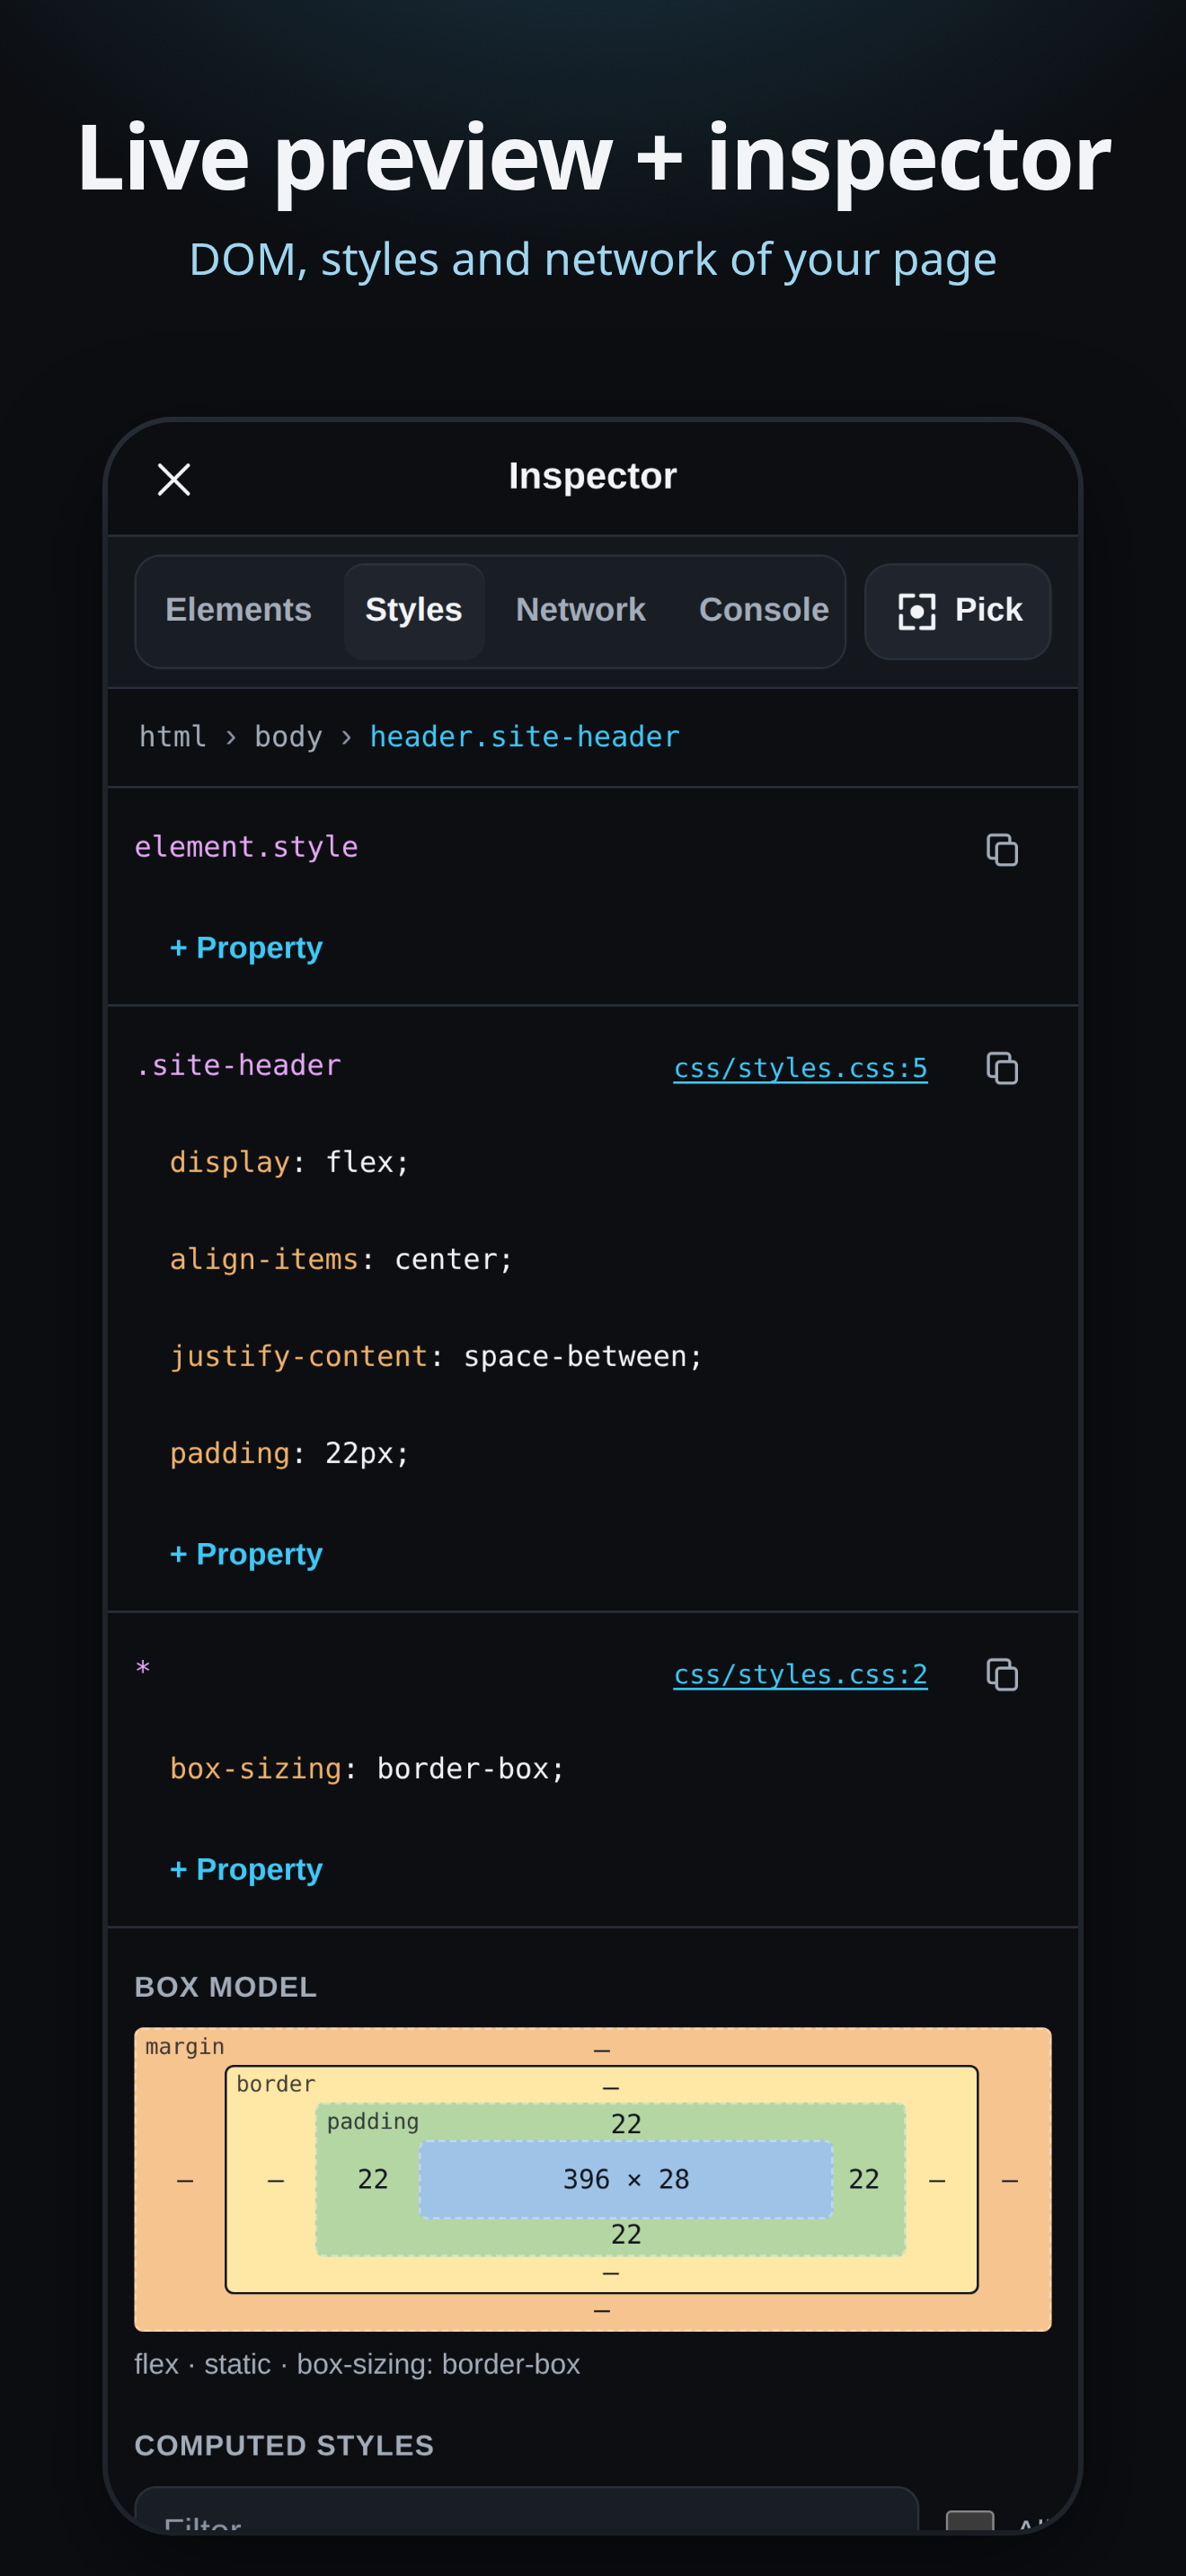 Live preview + inspector
DOM, styles and network of your page
Inspector
Elements Styles Network Console Pick
html › body › header.site-header
element.style
+ Property
.site-header css/styles.css:5
display: flex;
align-items: center;
justify-content: space-between;
padding: 22px;
+ Property
* css/styles.css:2
box-sizing: border-box;
+ Property
BOX MODEL
margin –
border –
padding 22
– – 22 396 × 28 22 – –
22
–
–
flex · static · box-sizing: border-box
COMPUTED STYLES
Filter